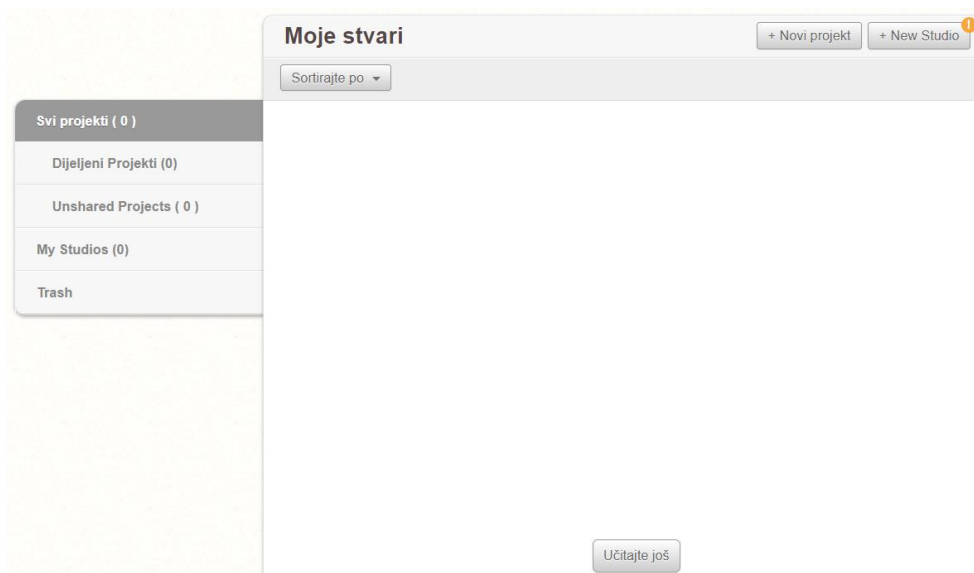 Moje stvari
+ Novi projekt
+ New Studio
!
Sortirajte po
Svi projekti ( 0 )
Dijeljeni Projekti (0)
Unshared Projects ( 0 )
My Studios (0)
Trash
Učitajte još